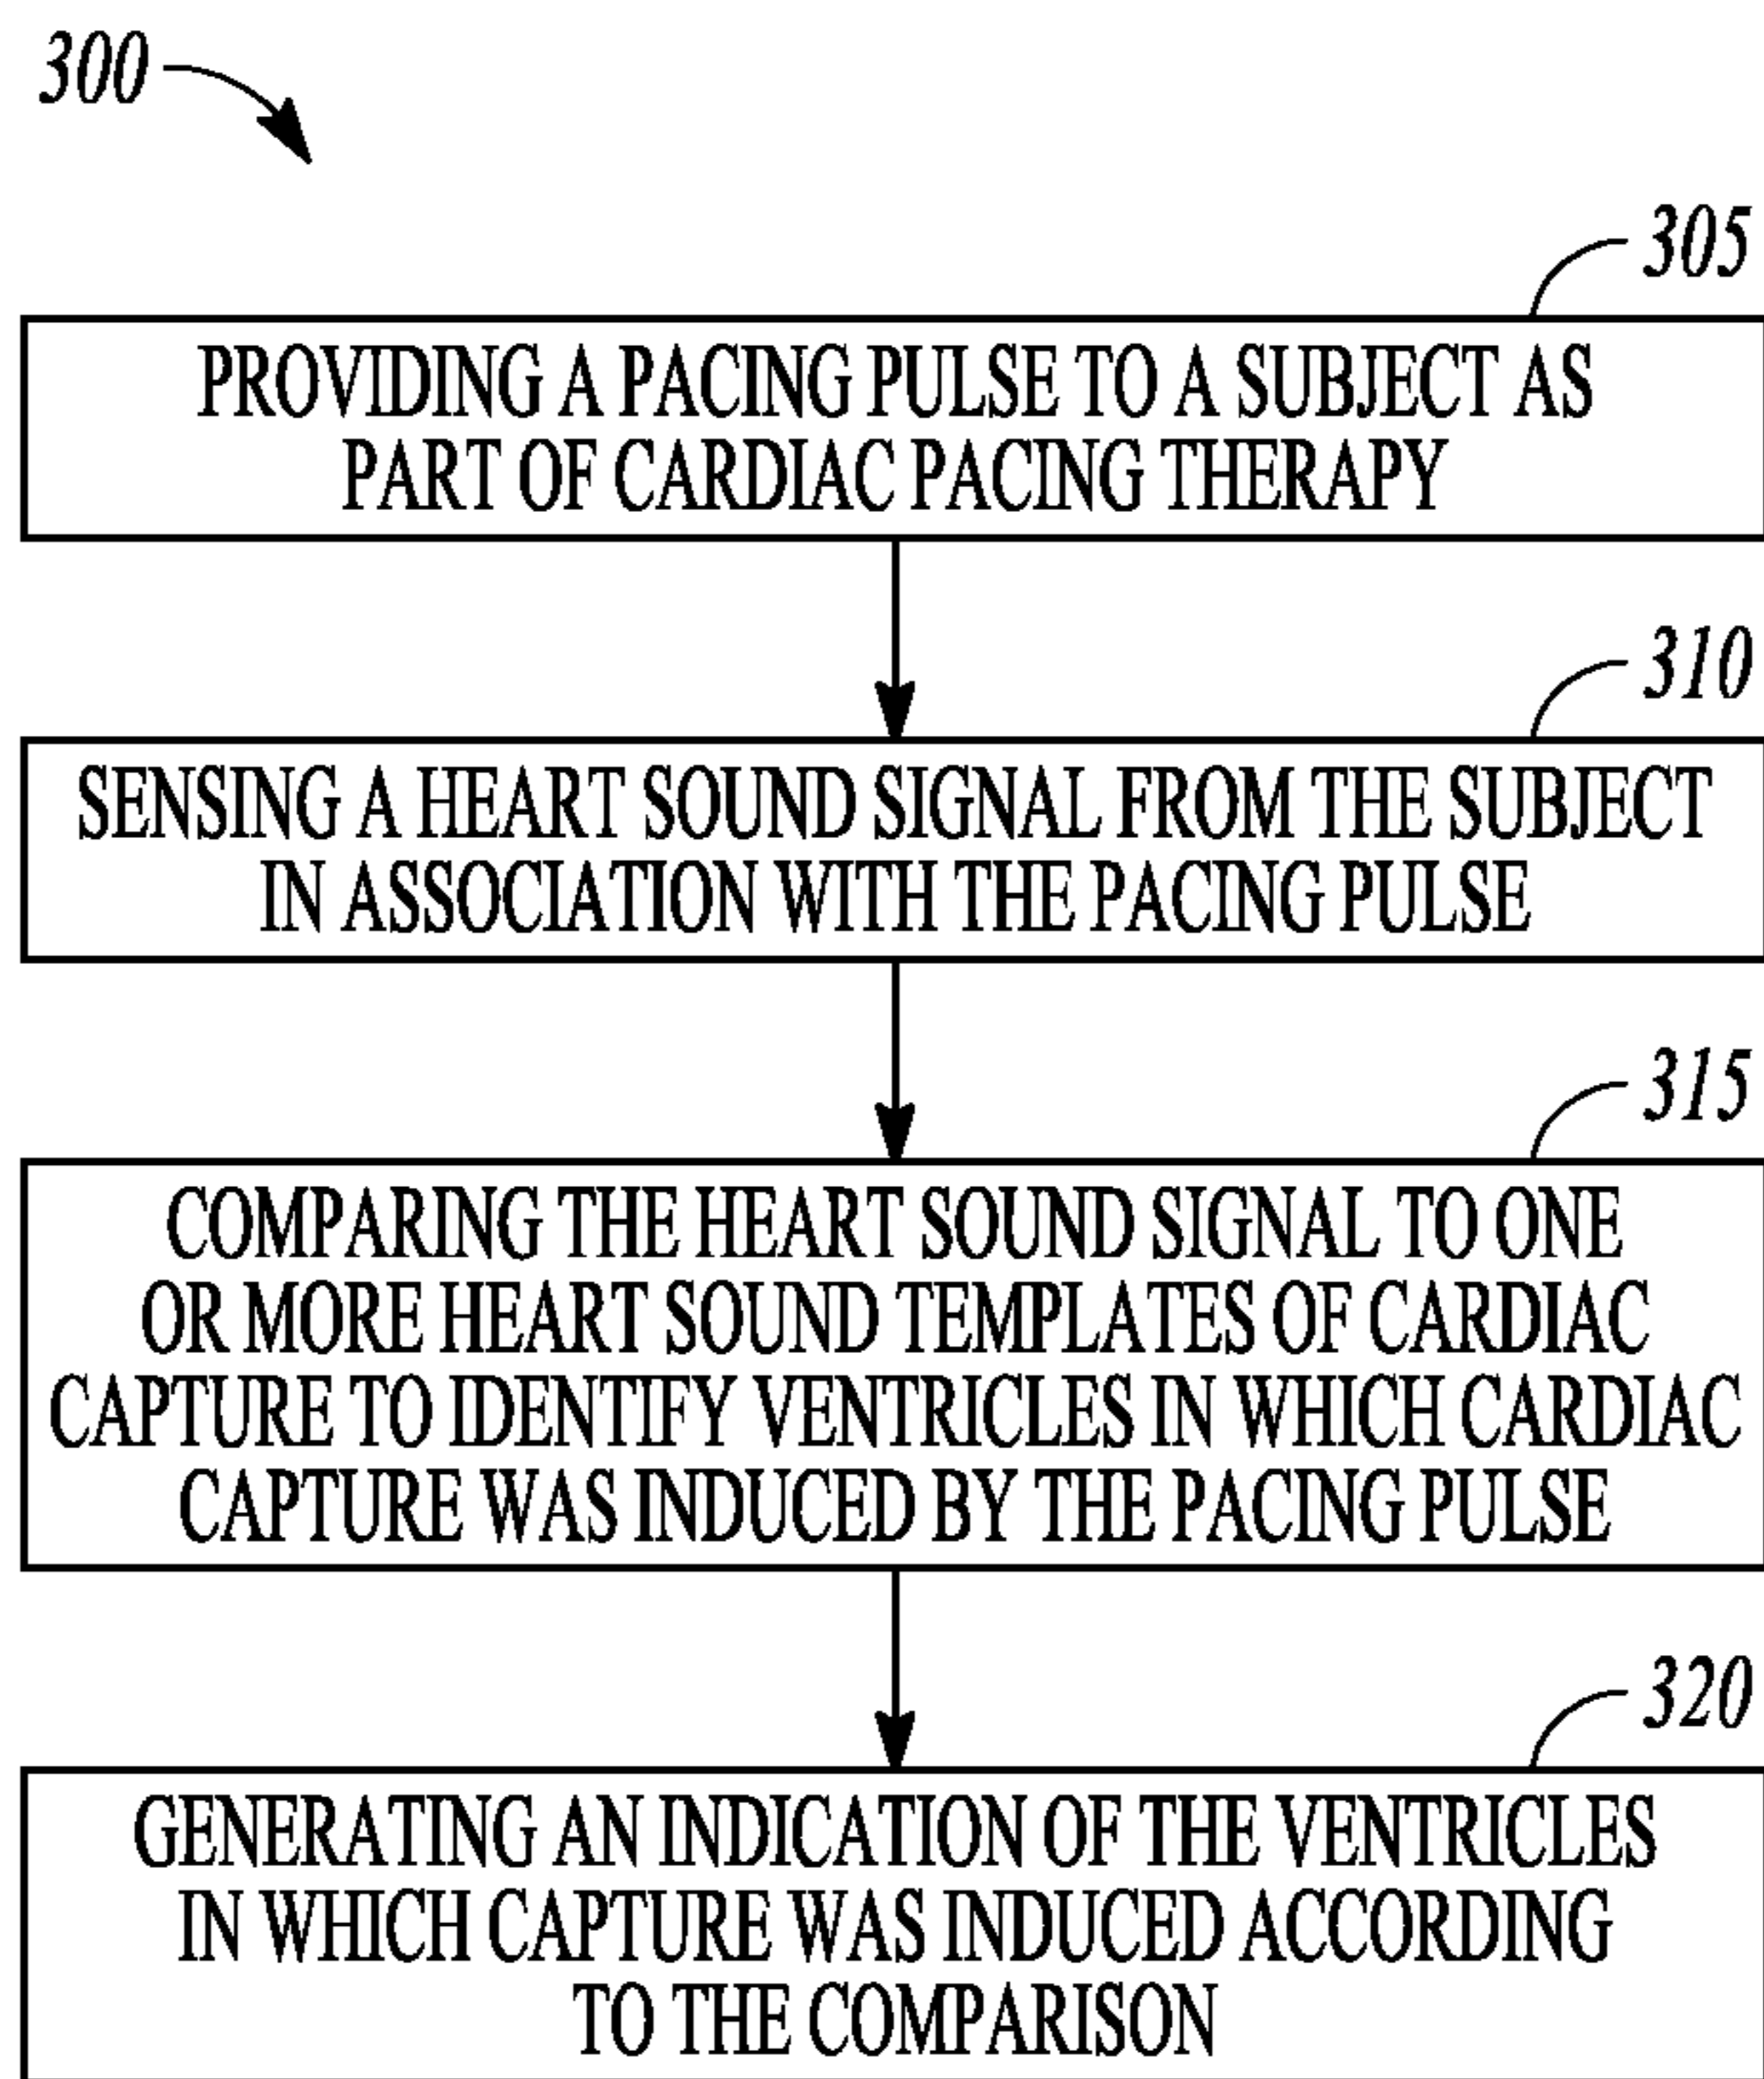 300
305
PROVIDING A PACING PULSE TO A SUBJECT AS
PART OF CARDIAC PACING THERAPY
310
SENSING A HEART SOUND SIGNAL FROM THE SUBJECT
IN ASSOCIATION WITH THE PACING PULSE
315
COMPARING THE HEART SOUND SIGNAL TO ONE
OR MORE HEART SOUND TEMPLATES OF CARDIAC
CAPTURE TO IDENTIFY VENTRICLES IN WHICH CARDIAC
CAPTURE WAS INDUCED BY THE PACING PULSE
320
GENERATING AN INDICATION OF THE VENTRICLES
IN WHICH CAPTURE WAS INDUCED ACCORDING
TO THE COMPARISON